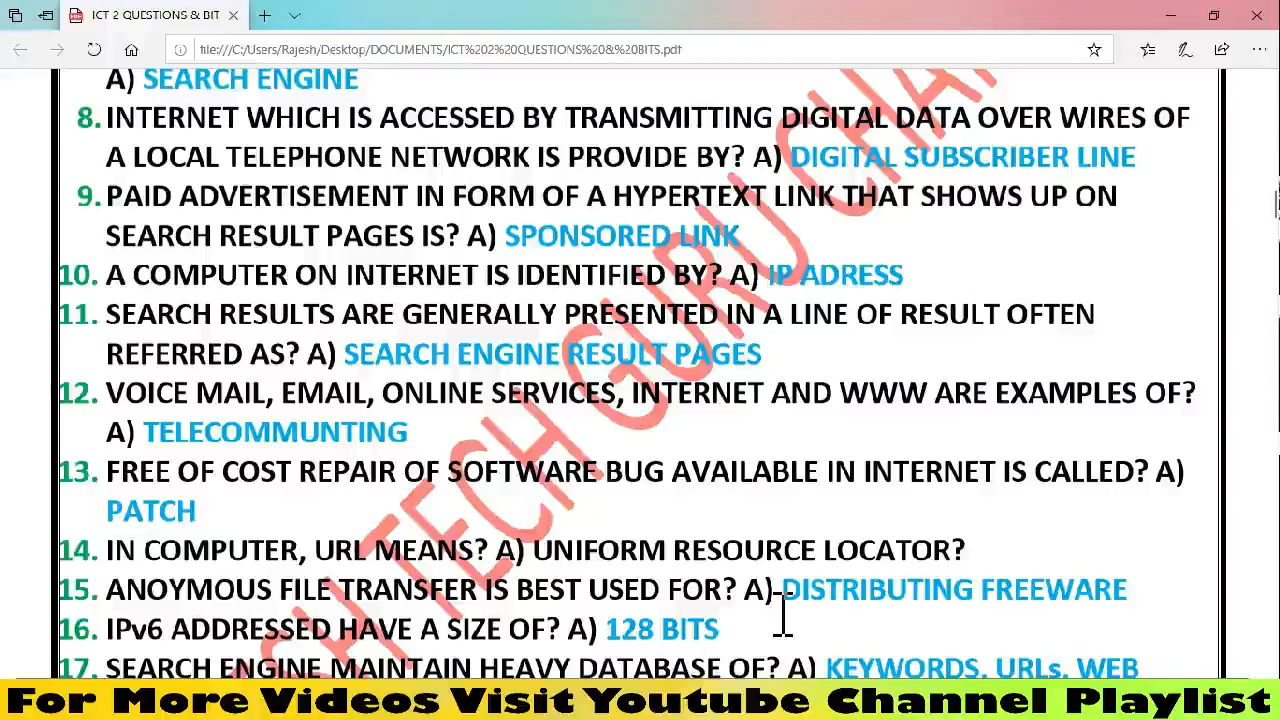 ICT 2 QUESTIONS & BIT
file:///C:/Users/Rajesh/Desktop/DOCUMENTS/ICT%202%20QUESTIONS%20&%20BITS.pdf
A) SEARCH ENGINE
8. INTERNET WHICH IS ACCESSED BY TRANSMITTING DIGITAL DATA OVER WIRES OF
A LOCAL TELEPHONE NETWORK IS PROVIDE BY? A) DIGITAL SUBSCRIBER LINE
9. PAID ADVERTISEMENT IN FORM OF A HYPERTEXT LINK THAT SHOWS UP ON
SEARCH RESULT PAGES IS? A) SPONSORED LINK
10. A COMPUTER ON INTERNET IS IDENTIFIED BY? A) IP ADRESS
11. SEARCH RESULTS ARE GENERALLY PRESENTED IN A LINE OF RESULT OFTEN
REFERRED AS? A) SEARCH ENGINE RESULT PAGES
12. VOICE MAIL, EMAIL, ONLINE SERVICES, INTERNET AND WWW ARE EXAMPLES OF?
A) TELECOMMUNTING
13. FREE OF COST REPAIR OF SOFTWARE BUG AVAILABLE IN INTERNET IS CALLED? A)
PATCH
14. IN COMPUTER, URL MEANS? A) UNIFORM RESOURCE LOCATOR?
15. ANOYMOUS FILE TRANSFER IS BEST USED FOR? A) DISTRIBUTING FREEWARE
16. IPv6 ADDRESSED HAVE A SIZE OF? A) 128 BITS
17. SEARCH ENGINE MAINTAIN HEAVY DATABASE OF? A) KEYWORDS, URLs, WEB
TECH GURU
For More Videos Visit Youtube Channel Playlist